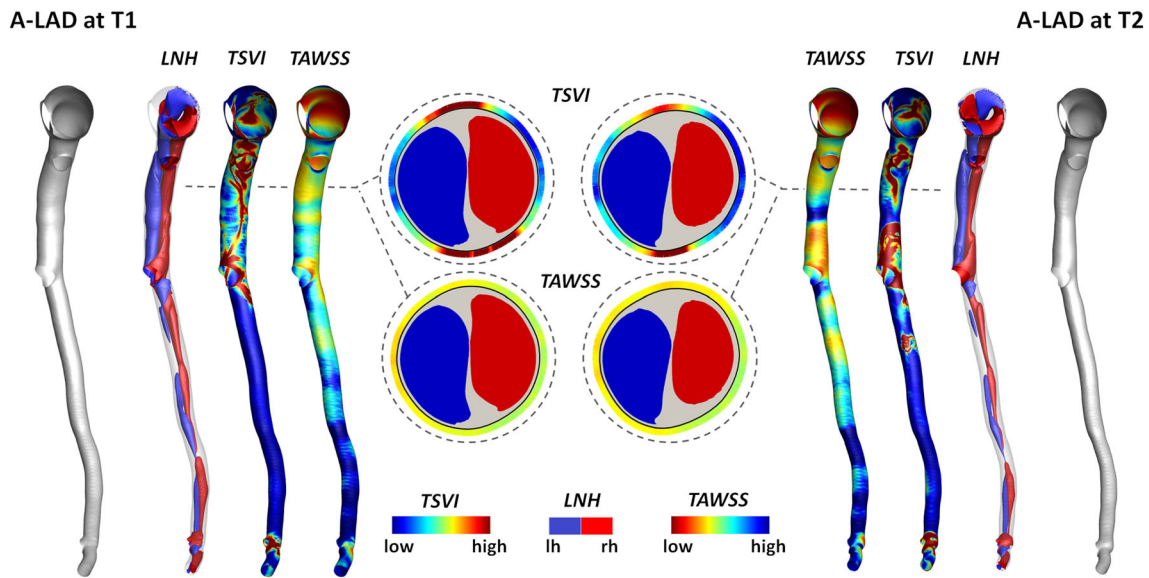 A-LAD at T1
A-LAD at T2
LNH TSVI TAWSS
TAWSS TSVI LNH
TSVI
TAWSS
TSVI LNH TAWSS
low high lh rh low high